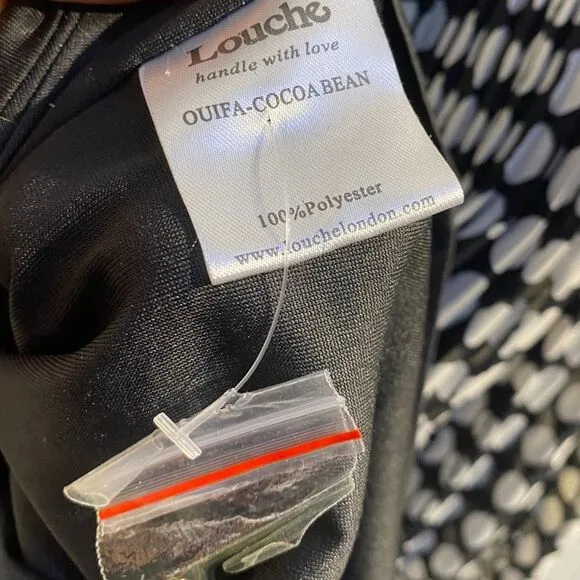 Louche
handle with love
OUIFA-COCOA BEAN
100%Polyester
www.louchelondon.com